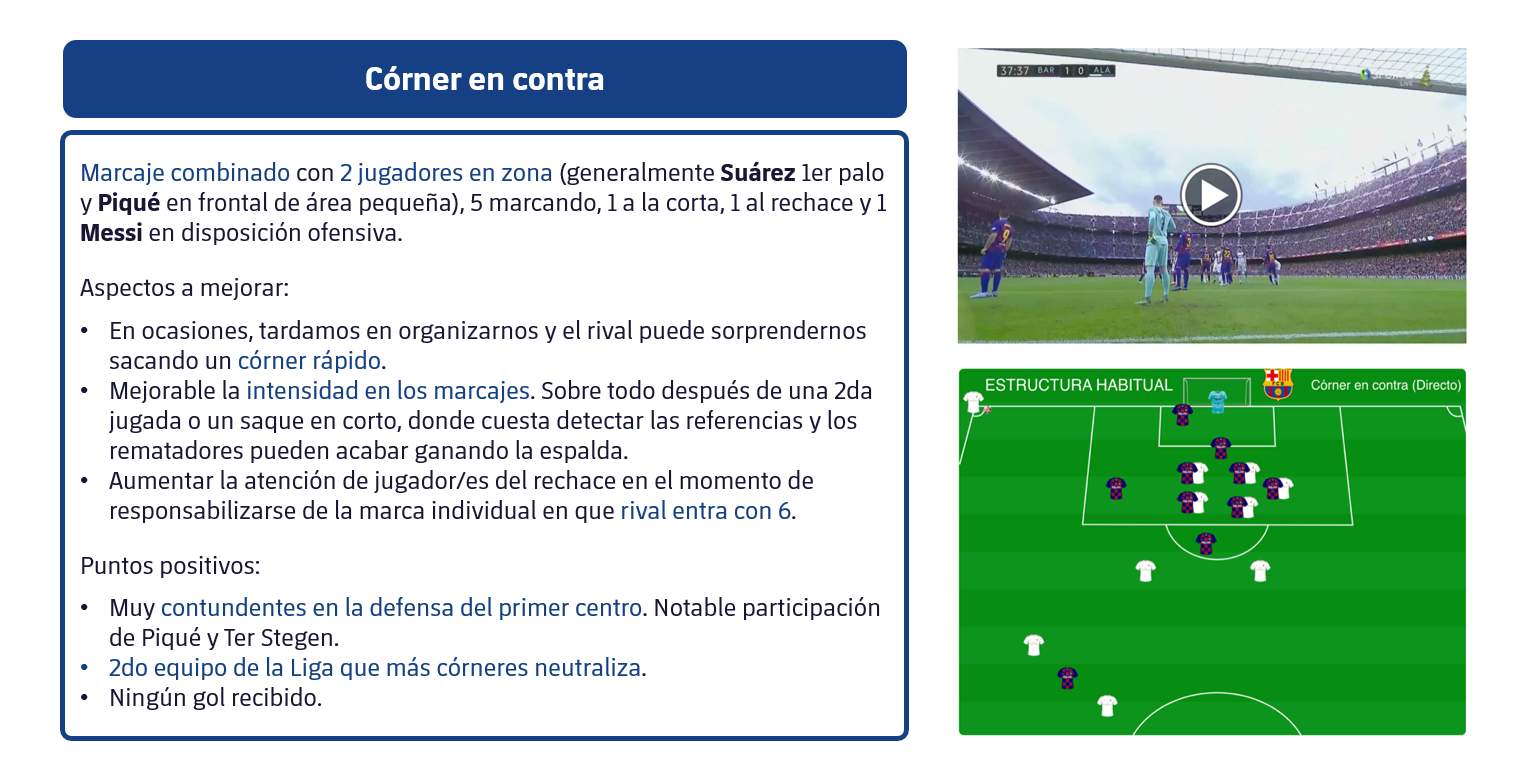 Córner en contra
Marcaje combinado con 2 jugadores en zona (generalmente Suárez 1er palo
y Piqué en frontal de área pequeña), 5 marcando, 1 a la corta, 1 al rechace y 1
Messi en disposición ofensiva.
Aspectos a mejorar:
• En ocasiones, tardamos en organizarnos y el rival puede sorprendernos
sacando un córner rápido.
• Mejorable la intensidad en los marcajes. Sobre todo después de una 2da
jugada o un saque en corto, donde cuesta detectar las referencias y los
rematadores pueden acabar ganando la espalda.
• Aumentar la atención de jugador/es del rechace en el momento de
responsabilizarse de la marca individual en que rival entra con 6.
Puntos positivos:
• Muy contundentes en la defensa del primer centro. Notable participación
de Piqué y Ter Stegen.
• 2do equipo de la Liga que más córneres neutraliza.
• Ningún gol recibido.
37:37 BAR 1 0 ALA
LIVE
9
ESTRUCTURA HABITUAL
FCB
Córner en contra (Directo)